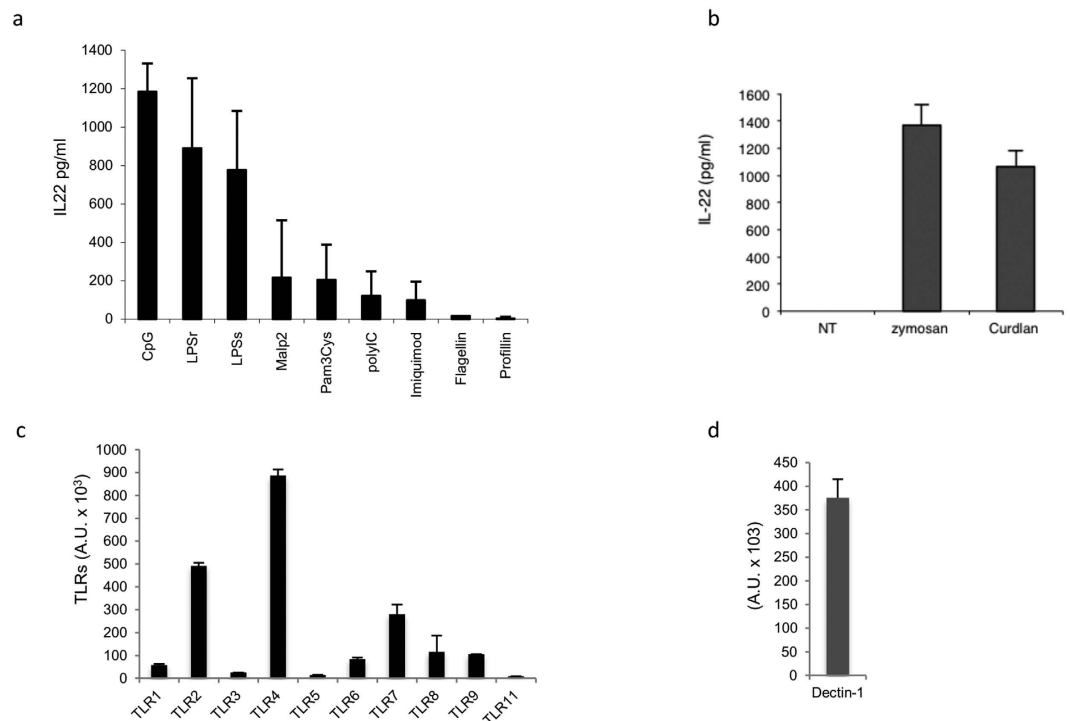 a
1400
1200
1000
800
600
400
200
0
IL22 pg/ml
CpG
LPSr
LPSs
Malp2
Pam3Cys
polyIC
Imiquimod
Flagellin
Profillin
b
1600
1400
1200
1000
800
600
400
200
0
IL-22 (pg/ml)
NT zymosan Curdlan
c
1000
900
800
700
600
500
400
300
200
100
0
TLRs (A.U. x 10³)
TLR1
TLR2
TLR3
TLR4
TLR5
TLR6
TLR7
TLR8
TLR9
TLR11
d
450
400
350
300
250
200
150
100
50
0
(A.U. x 103)
Dectin-1